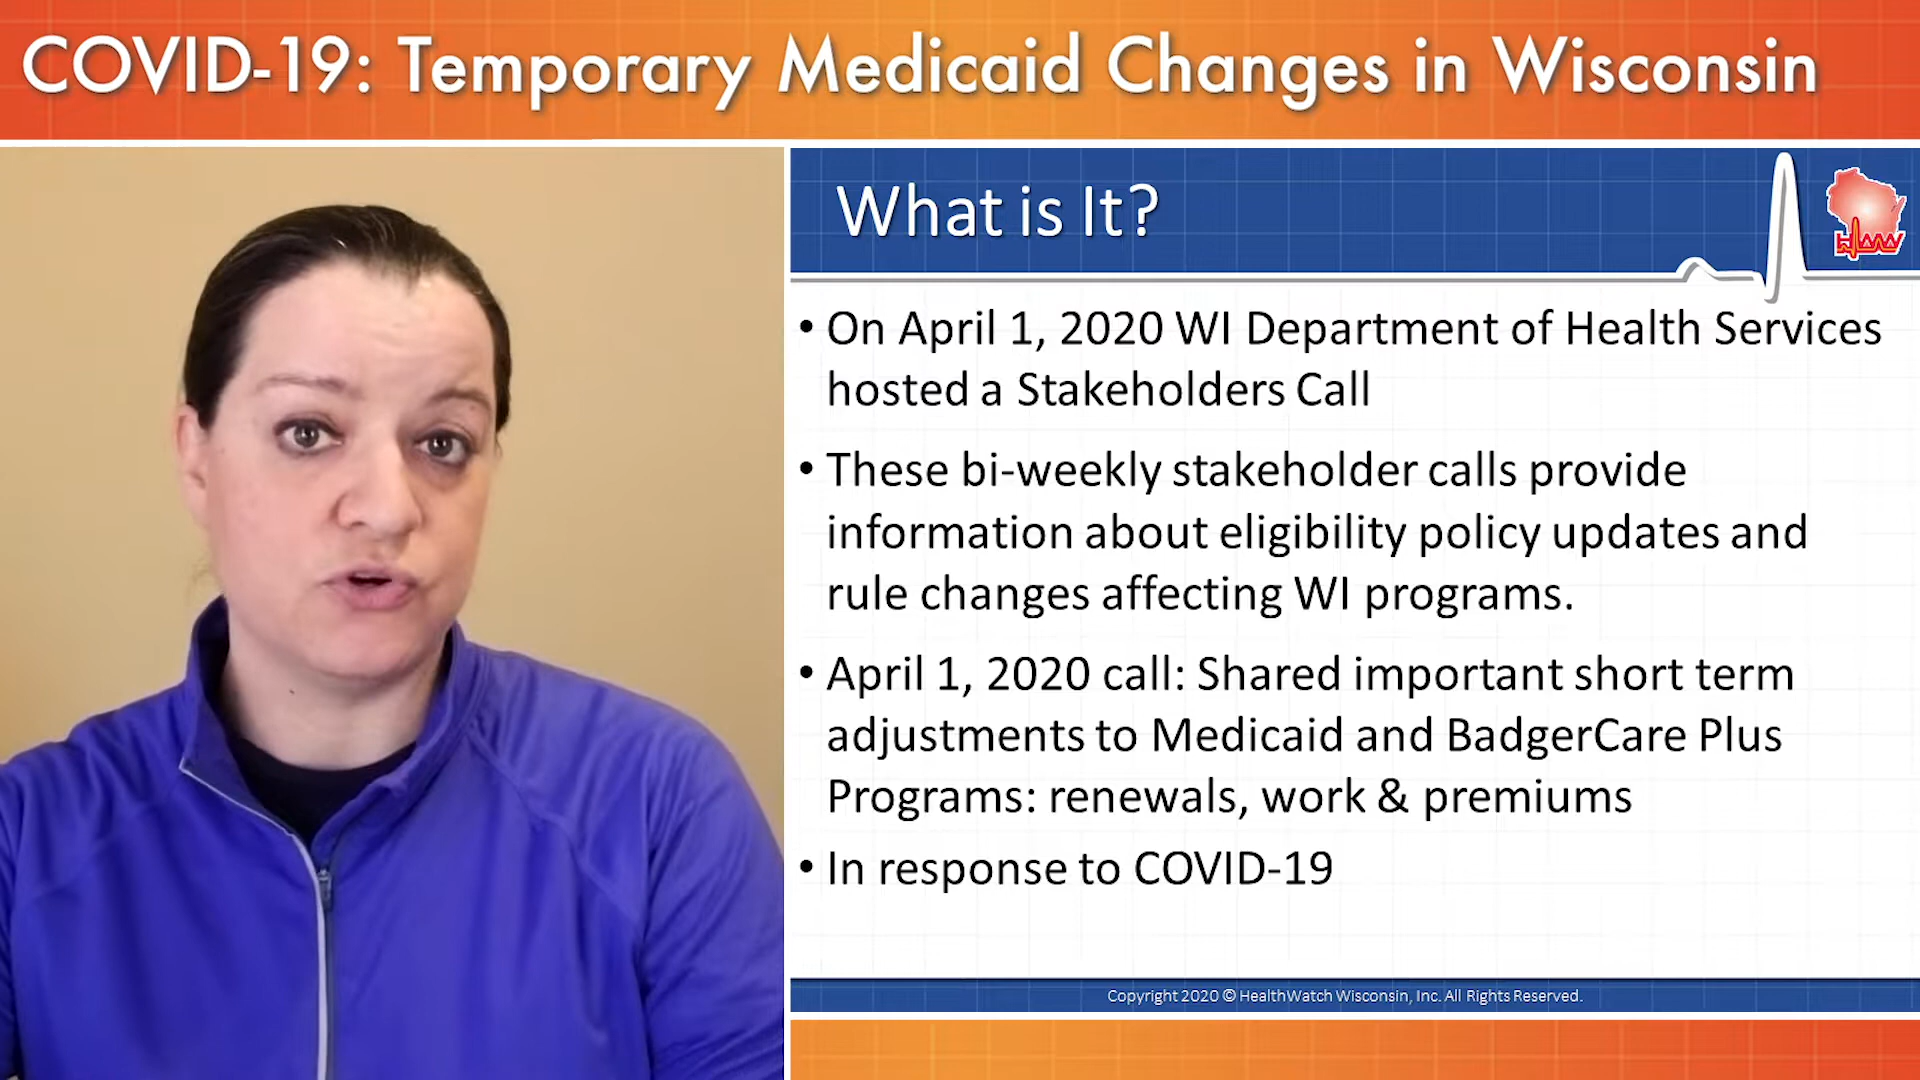 COVID-19: Temporary Medicaid Changes in Wisconsin
What is It?
HWW
• On April 1, 2020 WI Department of Health Services
hosted a Stakeholders Call
• These bi-weekly stakeholder calls provide
information about eligibility policy updates and
rule changes affecting WI programs.
• April 1, 2020 call: Shared important short term
adjustments to Medicaid and BadgerCare Plus
Programs: renewals, work & premiums
• In response to COVID-19
Copyright 2020 © HealthWatch Wisconsin, Inc. All Rights Reserved.